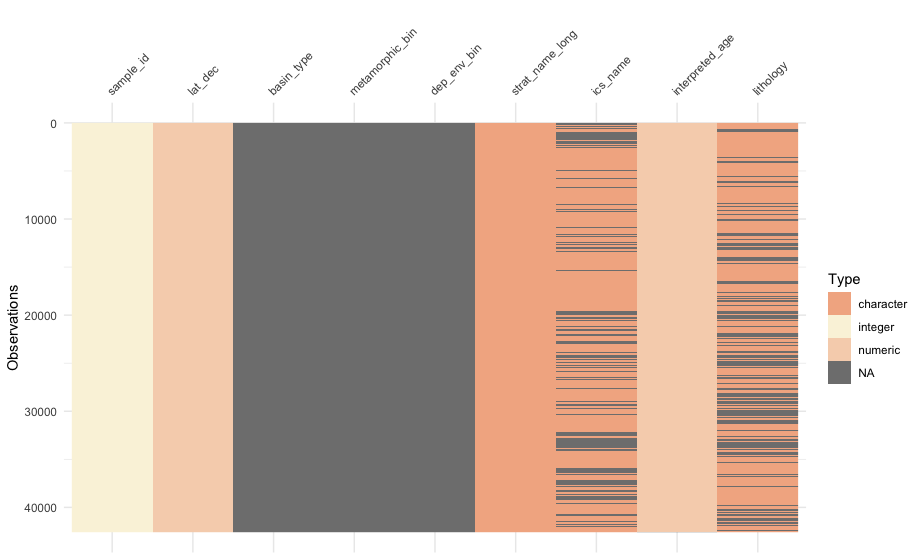 sample_id
lat_dec
basin_type
metamorphic_bin
dep_env_bin
strat_name_long
ics_name
interpreted_age
lithology
0
10000
20000
30000
40000
Observations
Type
character
integer
numeric
NA